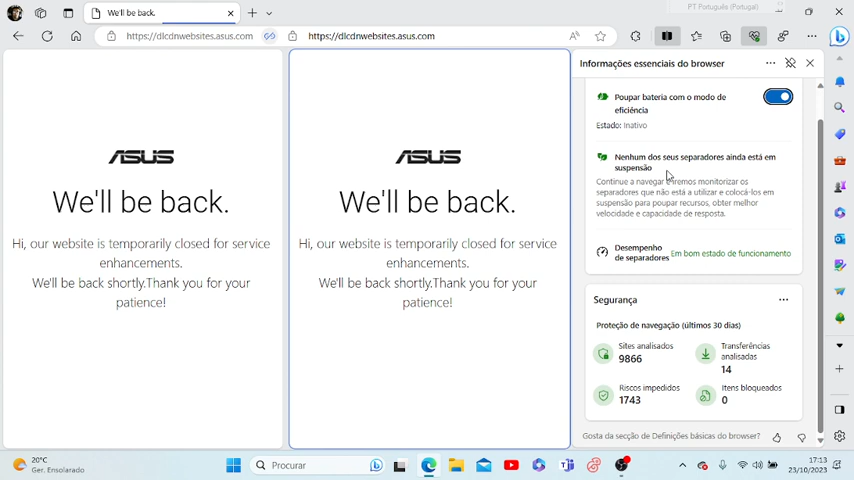 PT Português (Portugal)
We'll be back.
https://dlcdnwebsites.asus.com
https://dlcdnwebsites.asus.com
ASUS
We'll be back.
Hi, our website is temporarily closed for service
enhancements.
We'll be back shortly.Thank you for your
patience!
ASUS
We'll be back.
Hi, our website is temporarily closed for service
enhancements.
We'll be back shortly.Thank you for your
patience!
Informações essenciais do browser
Poupar bateria com o modo de
eficiência
Estado: Inativo
Nenhum dos seus separadores ainda está em
suspensão
Continue a navegar e iremos monitorizar os
separadores que não está a utilizar e colocá-los em
suspensão para poupar recursos, obter melhor
velocidade e capacidade de resposta.
Desempenho
de separadores
Em bom estado de funcionamento
Segurança
Proteção de navegação (últimos 30 dias)
Sites analisados
9866
Transferências
analisadas
14
Riscos impedidos
1743
Itens bloqueados
0
Gosta da secção de Definições básicas do browser?
20°C
Ger. Ensolarado
Procurar
17:13
23/10/2023